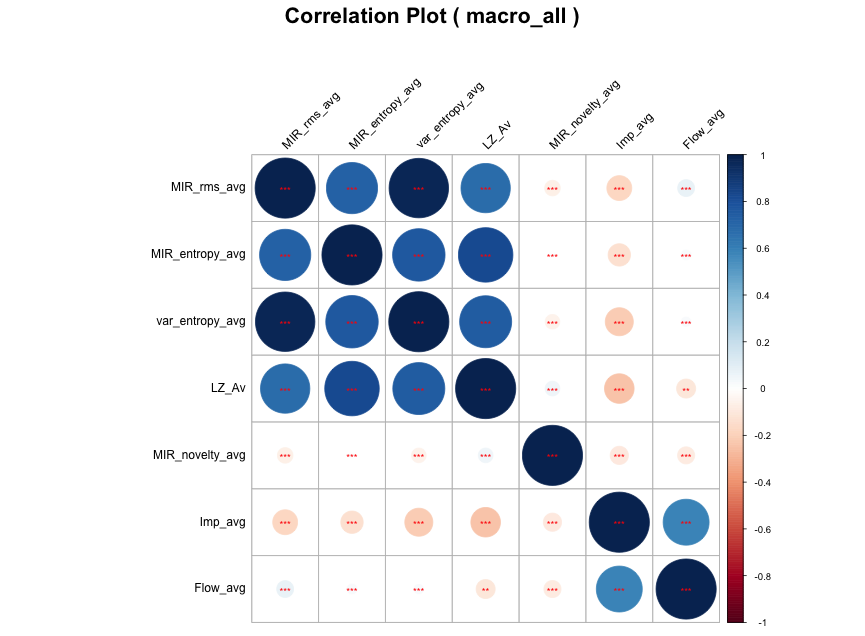 Correlation Plot ( macro_all )
MIR_rms_avg MIR_entropy_avg var_entropy_avg LZ_Av MIR_novelty_avg Imp_avg Flow_avg
MIR_rms_avg *** *** *** *** *** *** ***
MIR_entropy_avg *** *** *** *** *** *** ***
var_entropy_avg *** *** *** *** *** *** ***
LZ_Av *** *** *** *** *** *** **
MIR_novelty_avg *** *** *** *** *** *** ***
Imp_avg *** *** *** *** *** *** ***
Flow_avg *** *** *** ** *** *** ***
1
0.8
0.6
0.4
0.2
0
-0.2
-0.4
-0.6
-0.8
-1